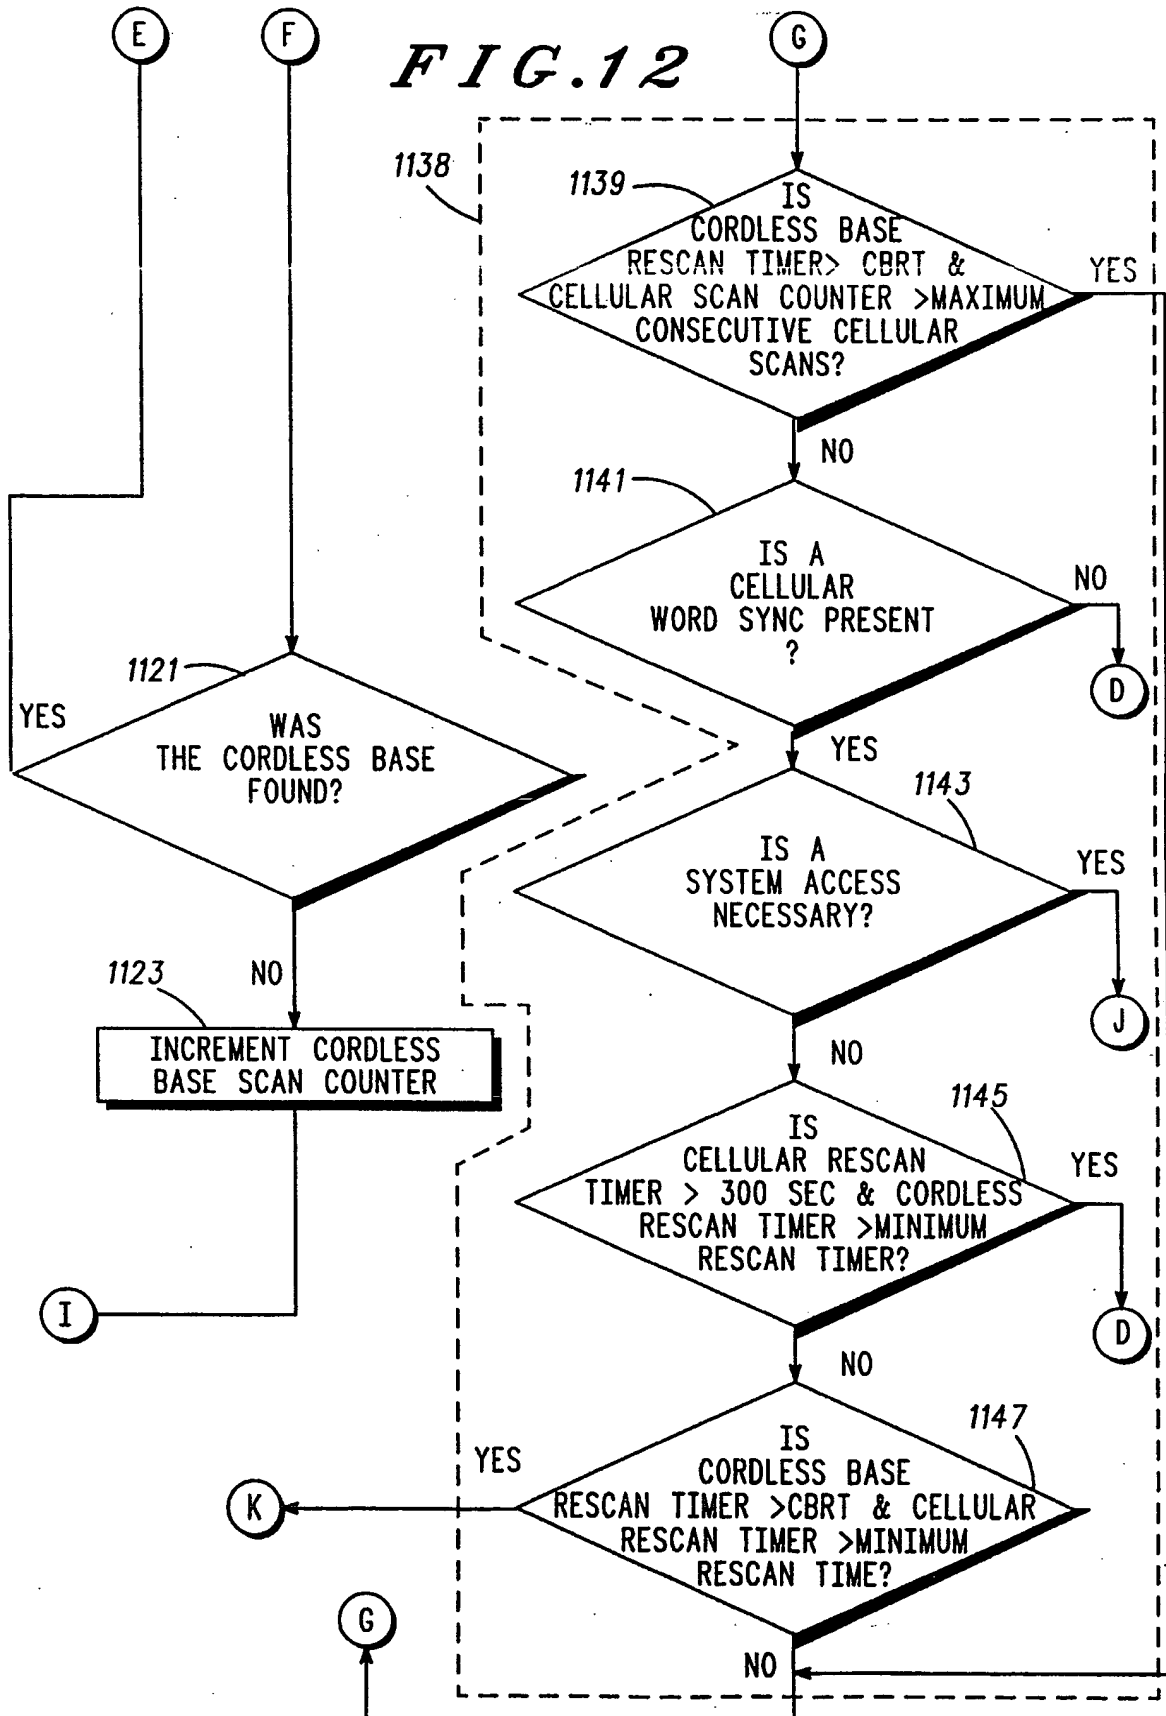 E
F
FIG.12
G
1138
1139
IS
CORDLESS BASE
RESCAN TIMER> CBRT &
CELLULAR SCAN COUNTER >MAXIMUM
CONSECUTIVE CELLULAR
SCANS?
YES
NO
1141
IS A
CELLULAR
WORD SYNC PRESENT
?
NO
D
YES
1121
YES
WAS
THE CORDLESS BASE
FOUND?
NO
1123
INCREMENT CORDLESS
BASE SCAN COUNTER
I
1143
IS A
SYSTEM ACCESS
NECESSARY?
YES
J
NO
1145
IS
CELLULAR RESCAN
TIMER > 300 SEC & CORDLESS
RESCAN TIMER >MINIMUM
RESCAN TIMER?
YES
D
NO
1147
IS
CORDLESS BASE
RESCAN TIMER >CBRT & CELLULAR
RESCAN TIMER >MINIMUM
RESCAN TIME?
YES
K
G
NO